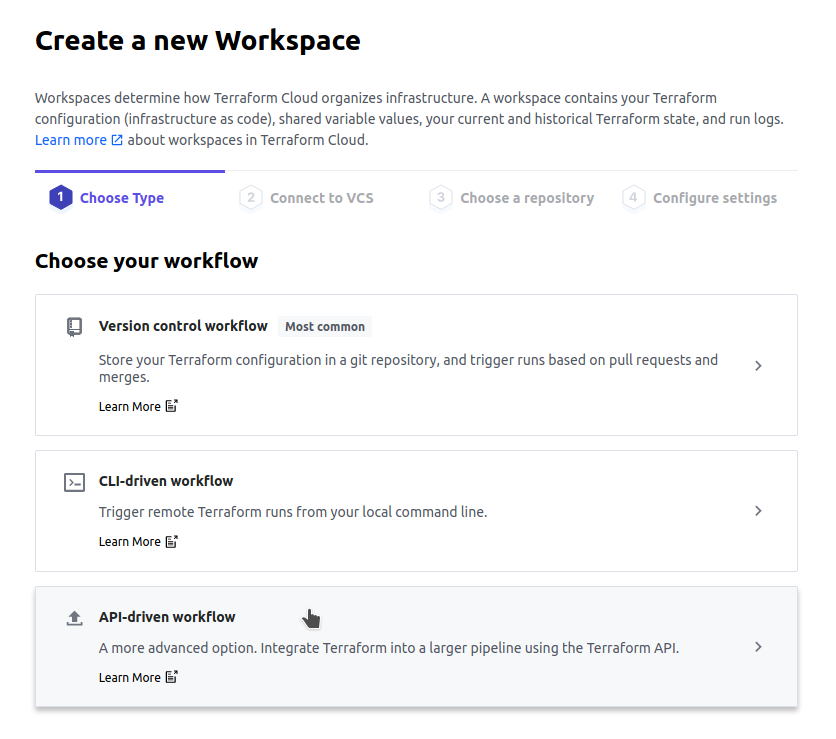 Create a new Workspace
Workspaces determine how Terraform Cloud organizes infrastructure. A workspace contains your Terraform
configuration (infrastructure as code), shared variable values, your current and historical Terraform state, and run logs.
Learn more about workspaces in Terraform Cloud.
1 Choose Type 2 Connect to VCS 3 Choose a repository 4 Configure settings
Choose your workflow
Version control workflow Most common
Store your Terraform configuration in a git repository, and trigger runs based on pull requests and
merges.
Learn More
CLI-driven workflow
Trigger remote Terraform runs from your local command line.
Learn More
API-driven workflow
A more advanced option. Integrate Terraform into a larger pipeline using the Terraform API.
Learn More